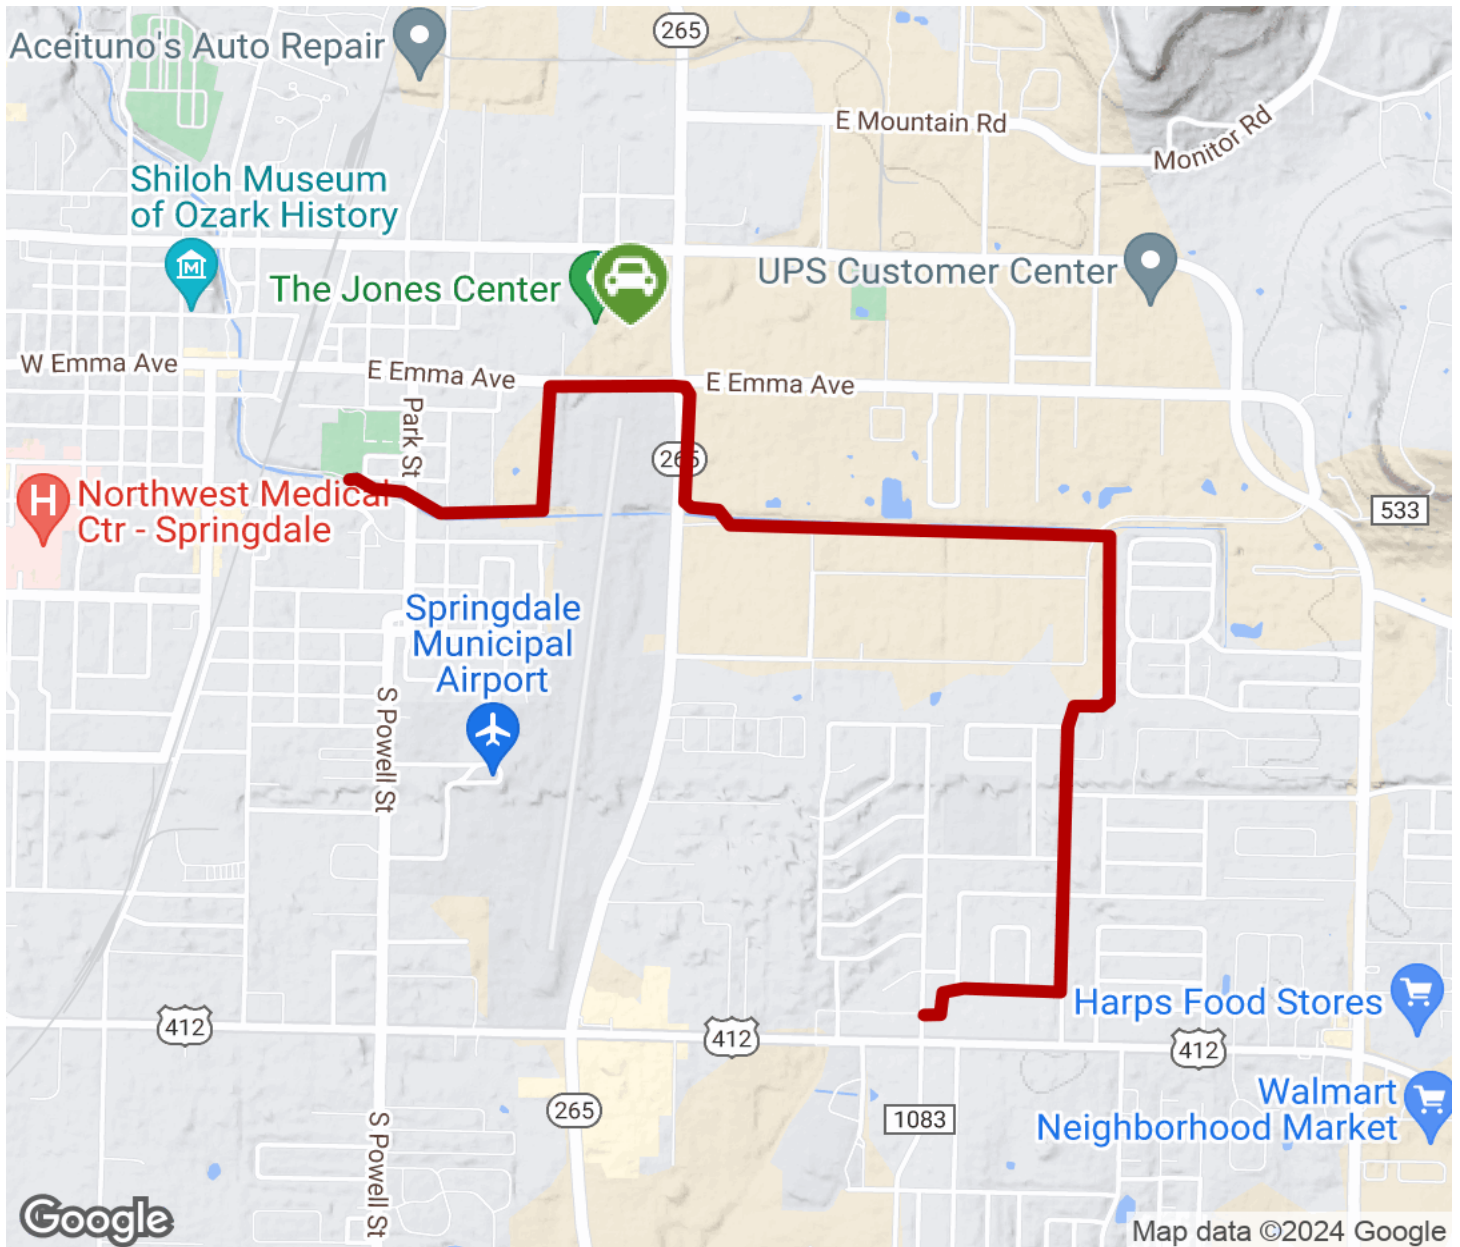 265
Aceituno's Auto Repair
E Mountain Rd
Monitor Rd
Shiloh Museum
of Ozark History
The Jones Center
UPS Customer Center
W Emma Ave
E Emma Ave
E Emma Ave
Park St
265
Northwest Medical
Ctr - Springdale
533
Springdale
Municipal
Airport
S Powell St
Harps Food Stores
412
412
412
Walmart
Neighborhood Market
265
1083
S Powell St
Google
Map data ©2024 Google